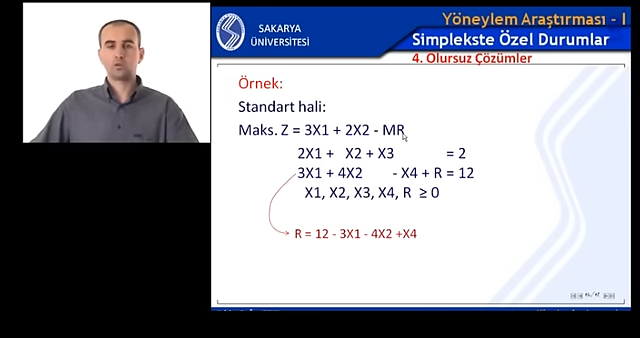 SAKARYA
ÜNİVERSİTESİ
Yöneylem Araştırması - I
Simplekste Özel Durumlar
4. Olursuz Çözümler
Örnek:
Standart hali:
Maks. Z = 3X1 + 2X2 - MR
2X1 + X2 + X3 = 2
3X1 + 4X2 - X4 + R = 12
X1, X2, X3, X4, R ≥ 0
R = 12 - 3X1 - 4X2 +X4